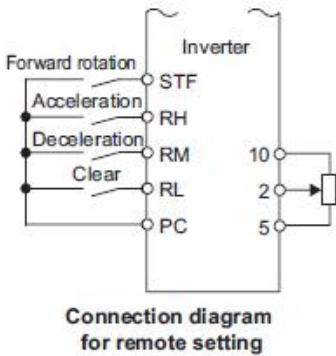 Inverter
Forward rotation
STF
Acceleration
RH
Deceleration
RM
10
Clear
RL
2
PC
5
Connection diagram
for remote setting